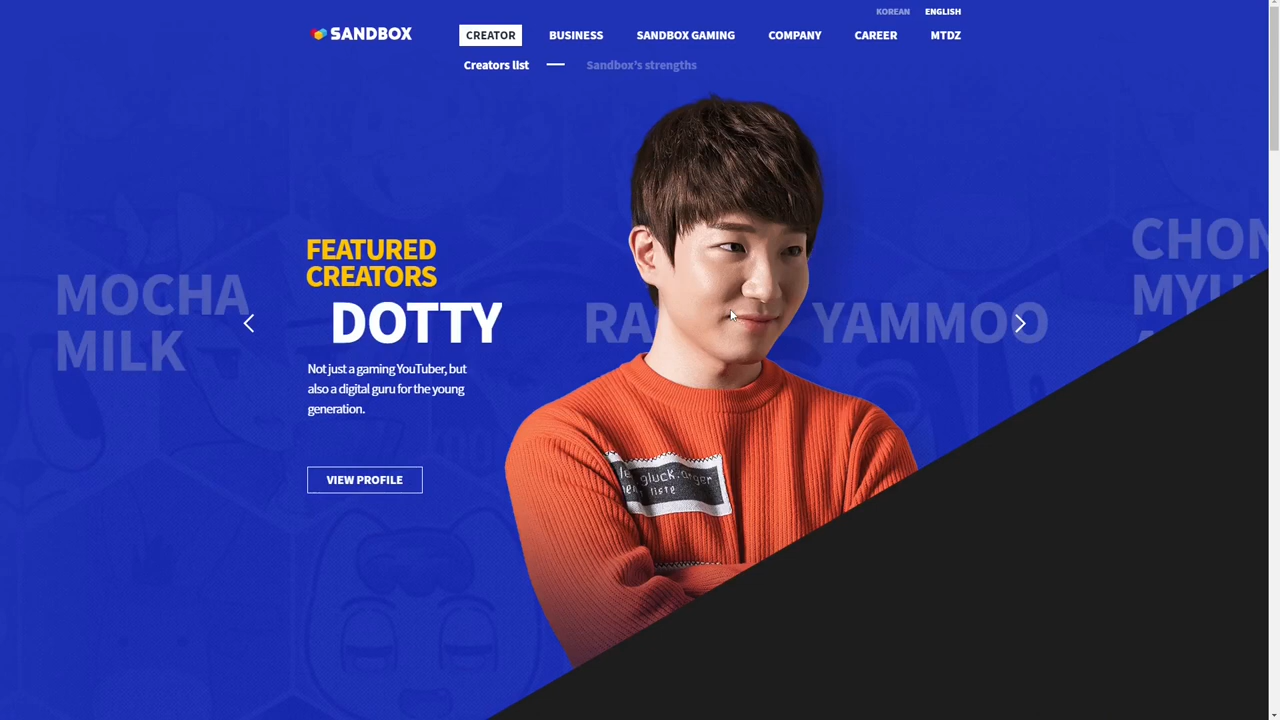 KOREAN ENGLISH
SANDBOX
CREATOR BUSINESS SANDBOX GAMING COMPANY CAREER MTDZ
Creators list Sandbox's strengths
FEATURED
CREATORS
MOCHA
MILK
DOTTY
YAMMOO
Not just a gaming YouTuber, but
also a digital guru for the young
generation.
VIEW PROFILE